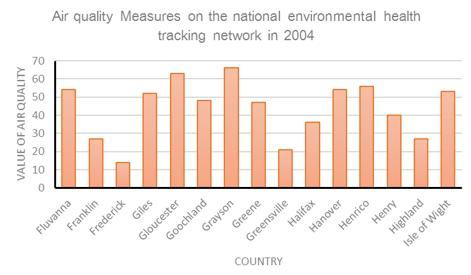 Air quality Measures on the national environmental health
tracking network in 2004
VALUE OF AIR QUALITY
70
60
50
40
30
20
10
0
Fluvanna
Franklin
Frederick
Giles
Gloucester
Goochland
Grayson
Greene
Greensville
Halifax
Hanover
Henrico
Henry
Highland
Isle of Wight
COUNTRY